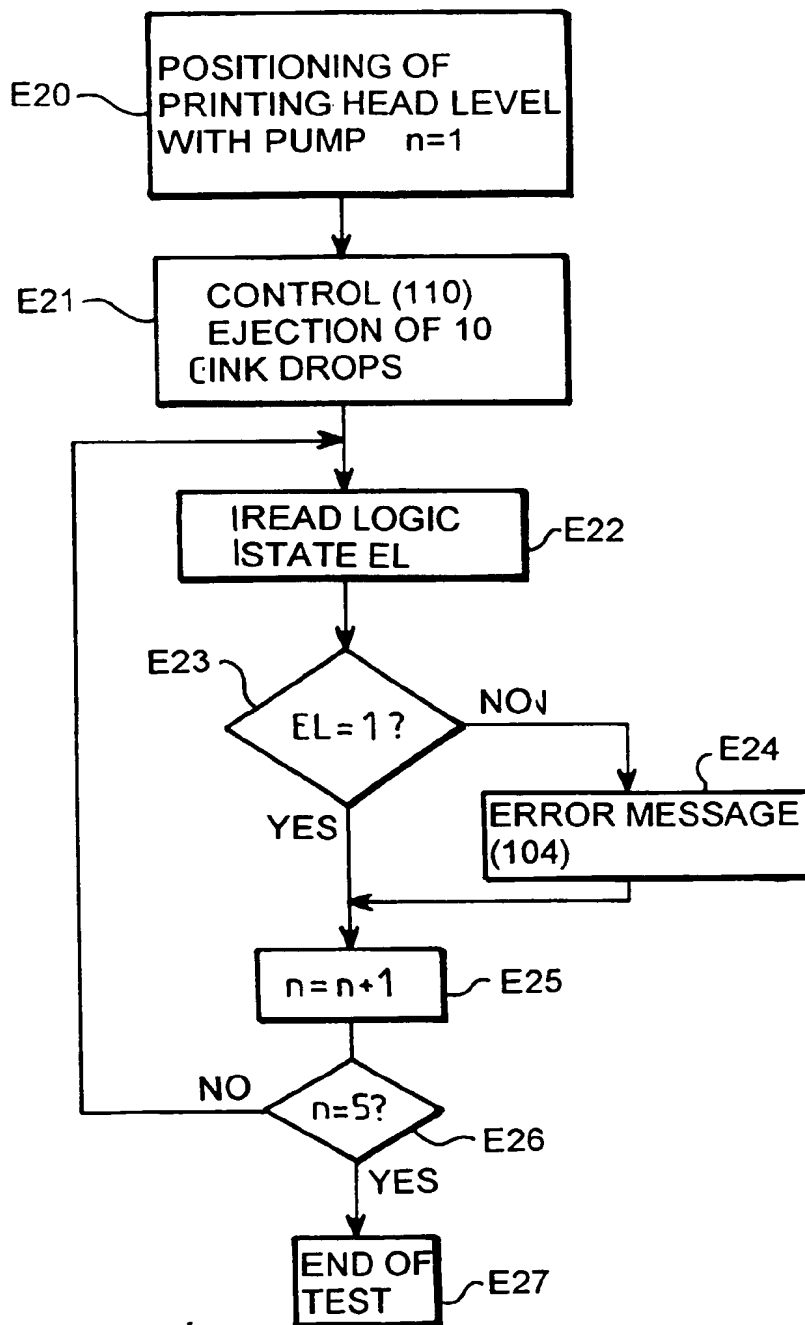 POSITIONING OF
E20
PRINTING HEAD LEVEL
WITH PUMP n=1
E21
CONTROL (110)
EJECTION OF 10
INK DROPS
READ LOGIC
STATE EL
E22
E23
EL=1?
NON
E24
YES
ERROR MESSAGE
(104)
n=n+1
E25
NO
n=5?
E26
YES
END OF
TEST
E27